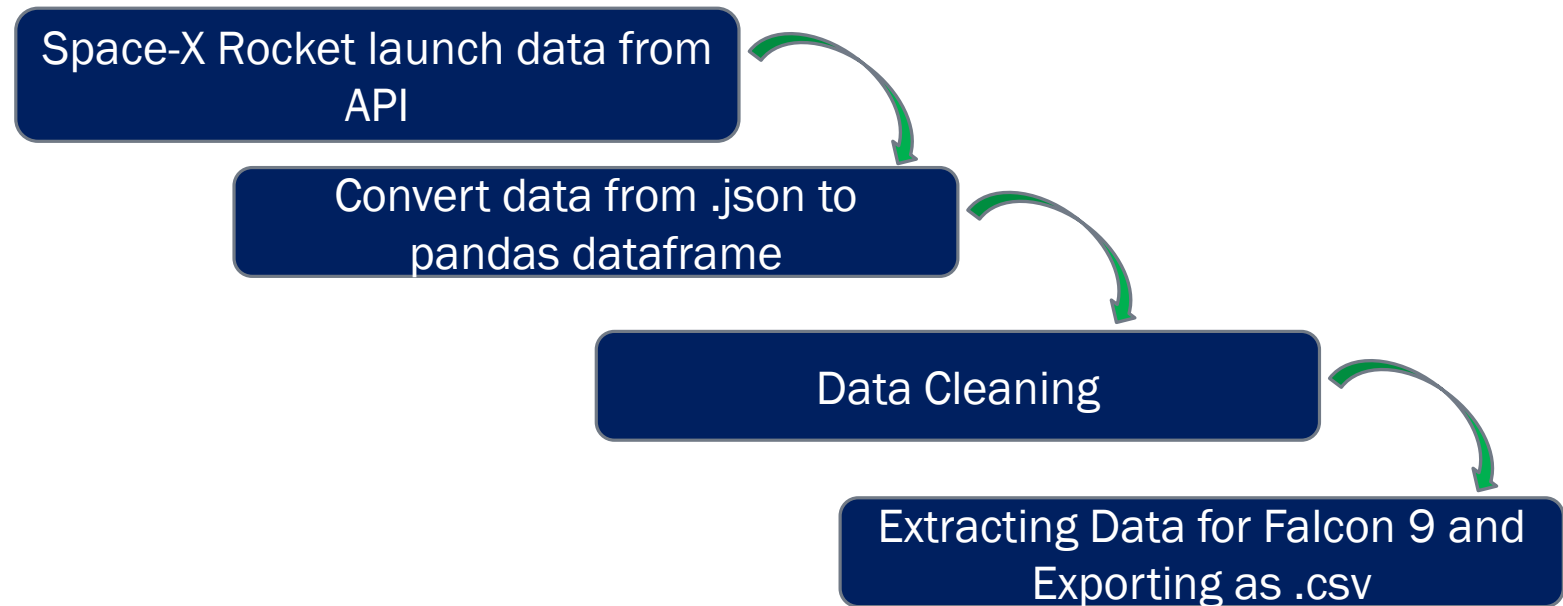 Space-X Rocket launch data from
API
Convert data from .json to
pandas dataframe
Data Cleaning
Extracting Data for Falcon 9 and
Exporting as .csv